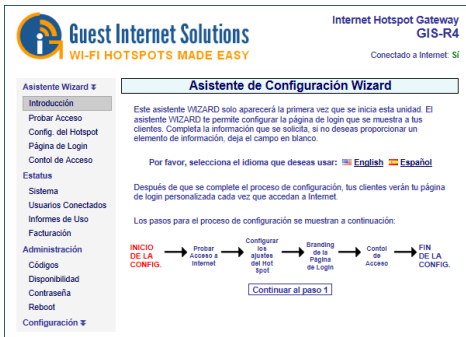 Guest Internet Solutions
WI-FI HOTSPOTS MADE EASY
Internet Hotspot Gateway
GIS-R4
Conectado a Internet: Sí
Asistente Wizard
Introducción
Probar Acceso
Config. del Hotspot
Página de Login
Contol de Acceso
Estatus
Sistema
Usuarios Conectados
Informes de Uso
Facturación
Administración
Códigos
Disponibilidad
Contraseña
Reboot
Configuración
Asistente de Configuración Wizard
Este asistente WIZARD solo aparecerá la primera vez que se inicia esta unidad. El
asistente WIZARD te permite configurar la página de login que se muestra a tus
clientes. Completa la información que se solicita, si no deseas proporcionar un
elemento de información, deja el campo en blanco.
Por favor, selecciona el idioma que deseas usar: English Español
Después de que se complete el proceso de configuración, tus clientes verán tu página
de login personalizada cada vez que accedan a Internet.
Los pasos para el proceso de configuración se muestran a continuación:
INICIO
DE LA
CONFIG.
Probar
Acceso a
Internet
Configurar
los
ajustes
del Hot
Spot
Branding
de la
Página
de Login
Contol
de
Acceso
FIN
DE LA
CONFIG.
Continuar al paso 1